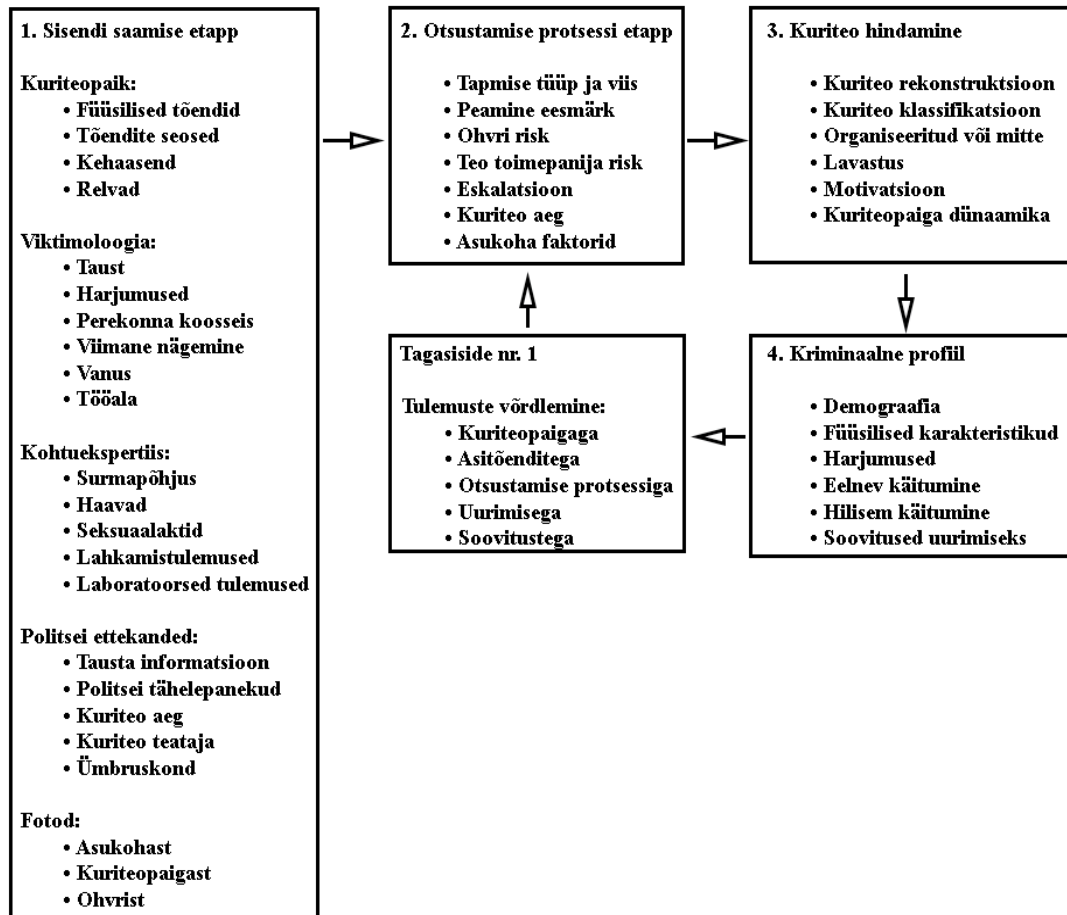 1. Sisendi saamise etapp
Kuriteopaik:
• Füüsilised tõendid
• Tõendite seosed
• Kehaasend
• Relvad
Viktimoloogia:
• Taust
• Harjumused
• Perekonna koosseis
• Viimane nägemine
• Vanus
• Tööala
Kohtuekspertiis:
• Surmapõhjus
• Haavad
• Seksuaalaktid
• Lahkamistulemused
• Laboratoorsed tulemused
Politsei ettekanded:
• Tausta informatsioon
• Politsei tähelepanekud
• Kuriteo aeg
• Kuriteo teataja
• Ümbruskond
Fotod:
• Asukohast
• Kuriteopaigast
• Ohvrist
2. Otsustamise protsessi etapp
• Tapmise tüüp ja viis
• Peamine eesmärk
• Ohvri risk
• Teo toimepanija risk
• Eskalatsioon
• Kuriteo aeg
• Asukoha faktorid
3. Kuriteo hindamine
• Kuriteo rekonstruktsioon
• Kuriteo klassifikatsioon
• Organiseeritud või mitte
• Lavastus
• Motivatsioon
• Kuriteopaiga dünaamika
4. Kriminaalne profiil
• Demograafia
• Füüsilised karakteristikud
• Harjumused
• Eelnev käitumine
• Hilisem käitumine
• Soovitused uurimiseks
Tagasiside nr. 1
Tulemuste võrdlemine:
• Kuriteopaigaga
• Asitõenditega
• Otsustamise protsessiga
• Uurimisega
• Soovitustega